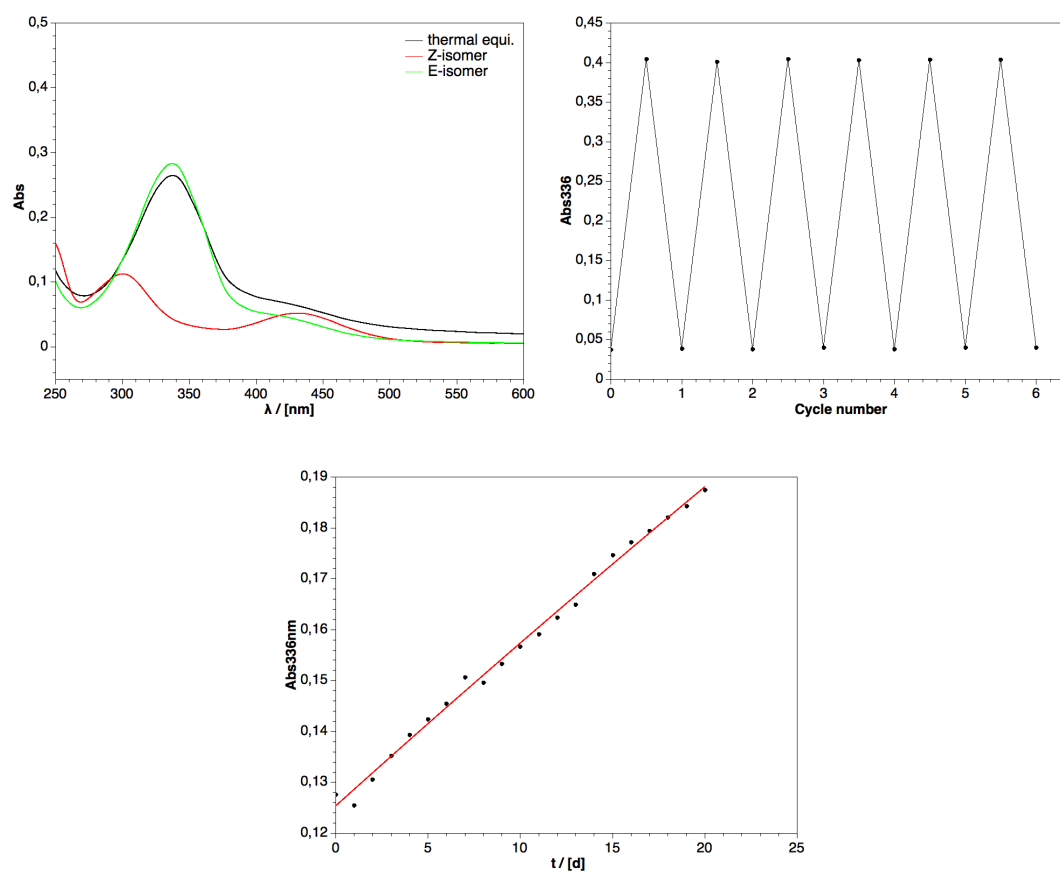 0,5
0,4
0,3
0,2
0,1
0
Abs
250 300 350 400 450 500 550 600
λ / [nm]
thermal equi.
Z-isomer
E-isomer
0,45
0,4
0,35
0,3
0,25
0,2
0,15
0,1
0,05
0
Abs336
0 1 2 3 4 5 6
Cycle number
0,19
0,18
0,17
0,16
0,15
0,14
0,13
0,12
Abs336nm
0 5 10 15 20 25
t / [d]